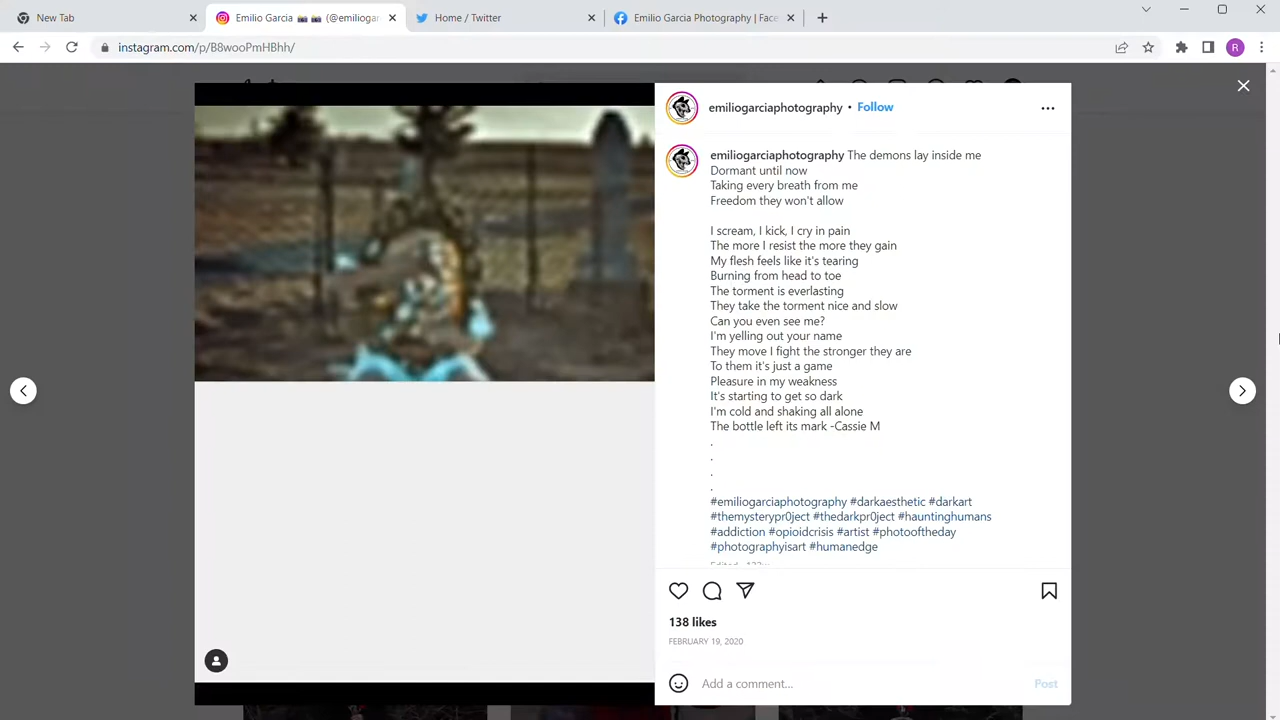 New Tab
Emilio Garcia 📷 📷 (@emilioga
Home / Twitter
Emilio Garcia Photography | Face
instagram.com/p/B8wooPmHBhh/
R
emiliogarciaphotography • Follow
emiliogarciaphotography The demons lay inside me
Dormant until now
Taking every breath from me
Freedom they won't allow
I scream, I kick, I cry in pain
The more I resist the more they gain
My flesh feels like it's tearing
Burning from head to toe
The torment is everlasting
They take the torment nice and slow
Can you even see me?
I'm yelling out your name
They move I fight the stronger they are
To them it's just a game
Pleasure in my weakness
It's starting to get so dark
I'm cold and shaking all alone
The bottle left its mark -Cassie M
.
.
.
.
#emiliogarciaphotography #darkaesthetic #darkart
#themysterypr0ject #thedarkpr0ject #hauntinghumans
#addiction #opioidcrisis #artist #photooftheday
#photographyisart #humanedge
138 likes
FEBRUARY 19, 2020
Add a comment...
Post